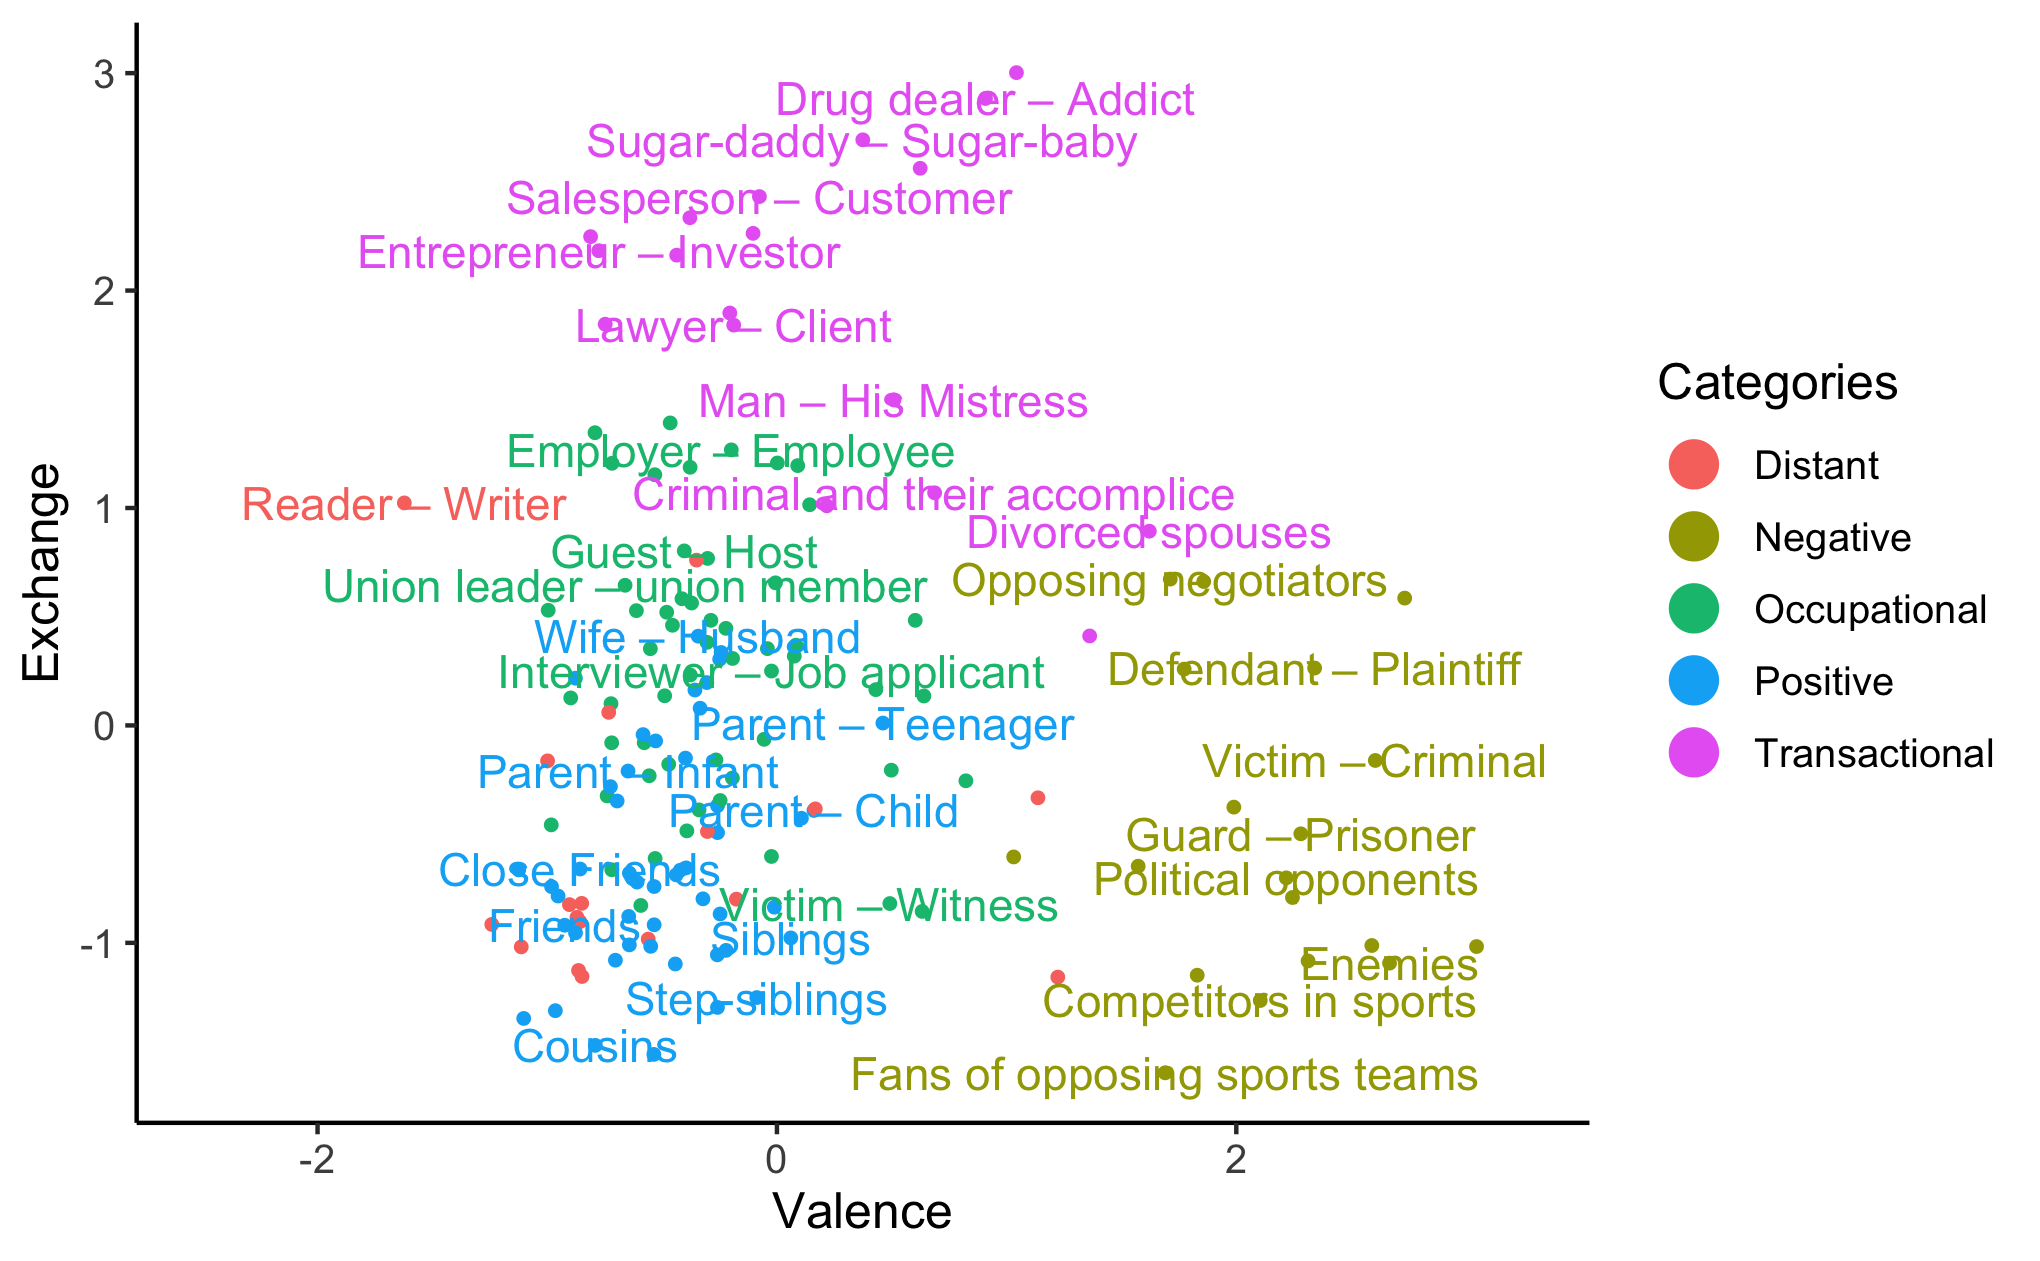 3
Drug dealer – Addict
Sugar-daddy – Sugar-baby
Salesperson – Customer
Entrepreneur – Investor
2
Lawyer – Client
Categories
Man – His Mistress
Employer – Employee
Distant
Reader – Writer
Criminal and their accomplice
1
Divorced spouses
Negative
Guest – Host
Opposing negotiators
Union leader – union member
Exchange
Occupational
Wife – Husband
Interviewer – Job applicant
Defendant – Plaintiff
Positive
0
Parent – Teenager
Victim – Criminal
Transactional
Parent – Infant
Parent – Child
Guard – Prisoner
Close Friends
Political opponents
Victim – Witness
Friends
Siblings
-1
Enemies
Step-siblings
Competitors in sports
Cousins
Fans of opposing sports teams
-2
0
2
Valence